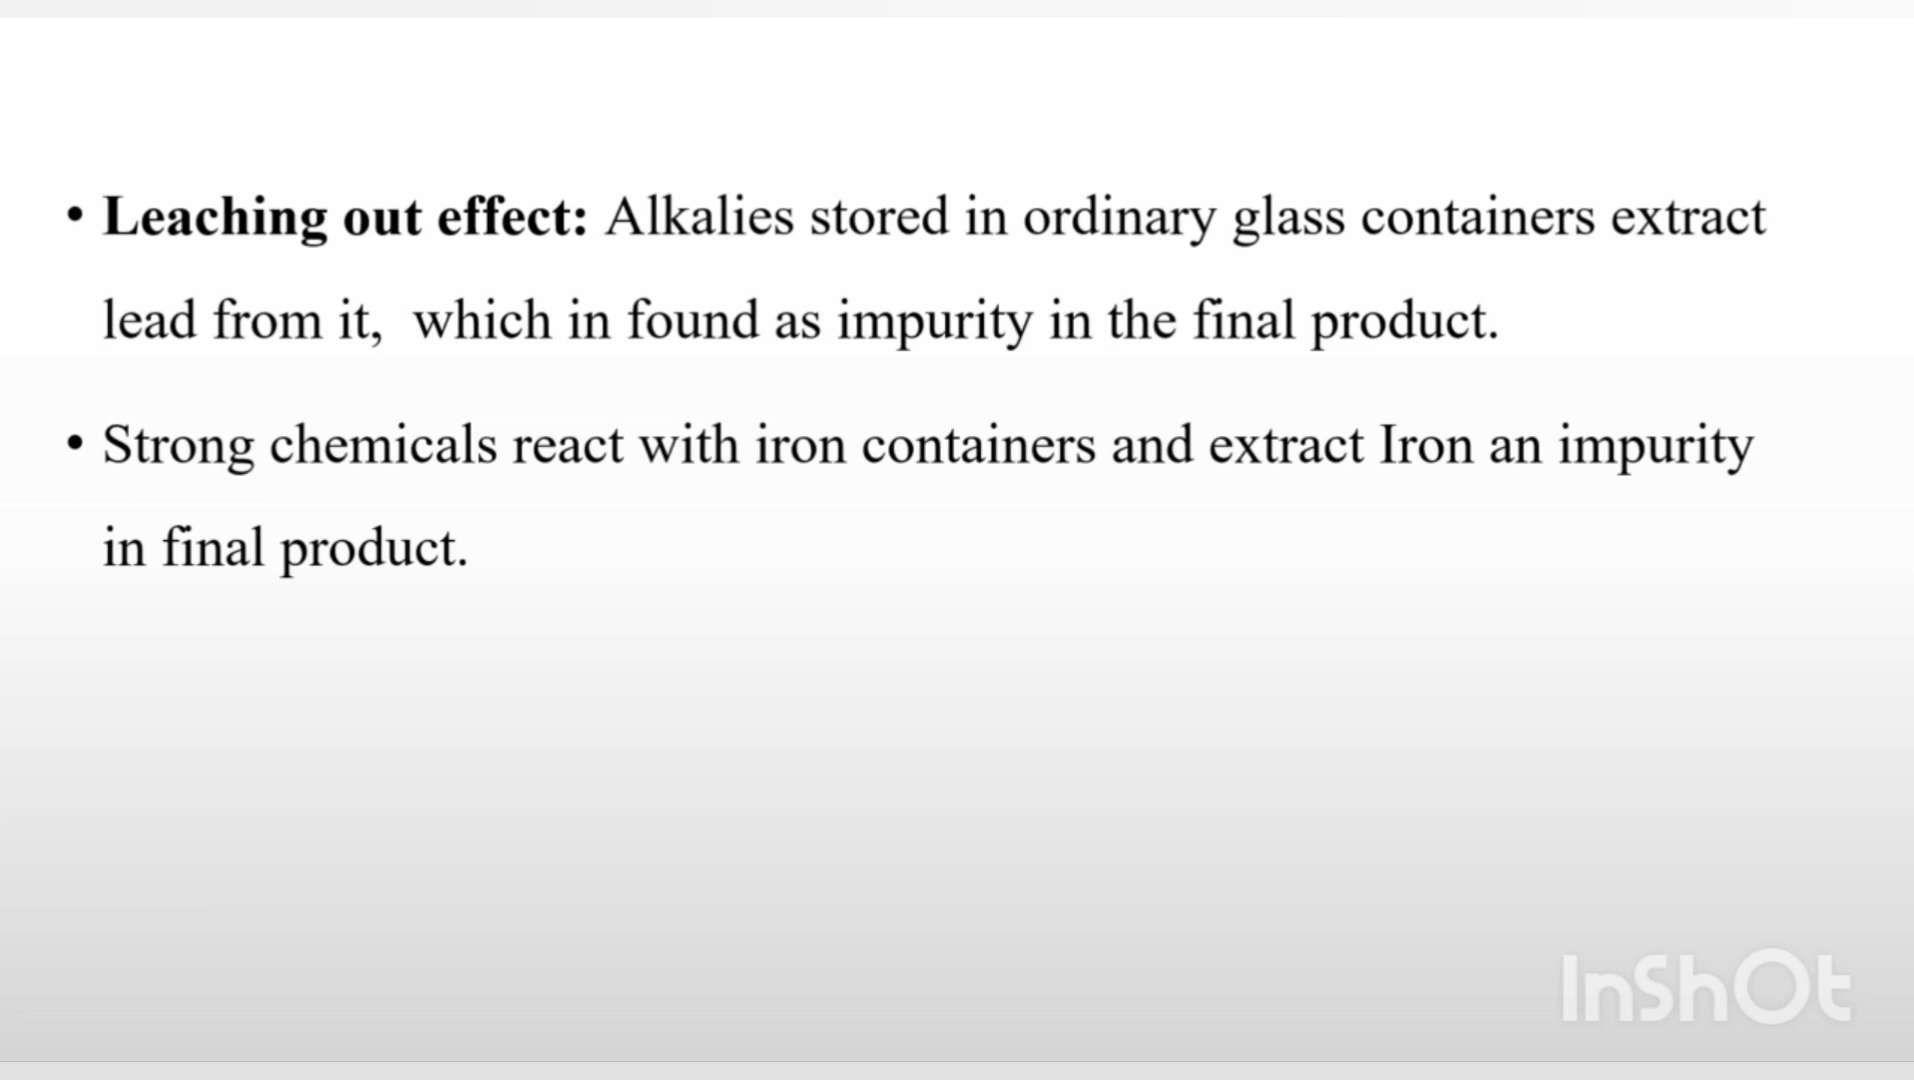 • Leaching out effect: Alkalies stored in ordinary glass containers extract
lead from it,  which in found as impurity in the final product.
• Strong chemicals react with iron containers and extract Iron an impurity
in final product.
InShOt